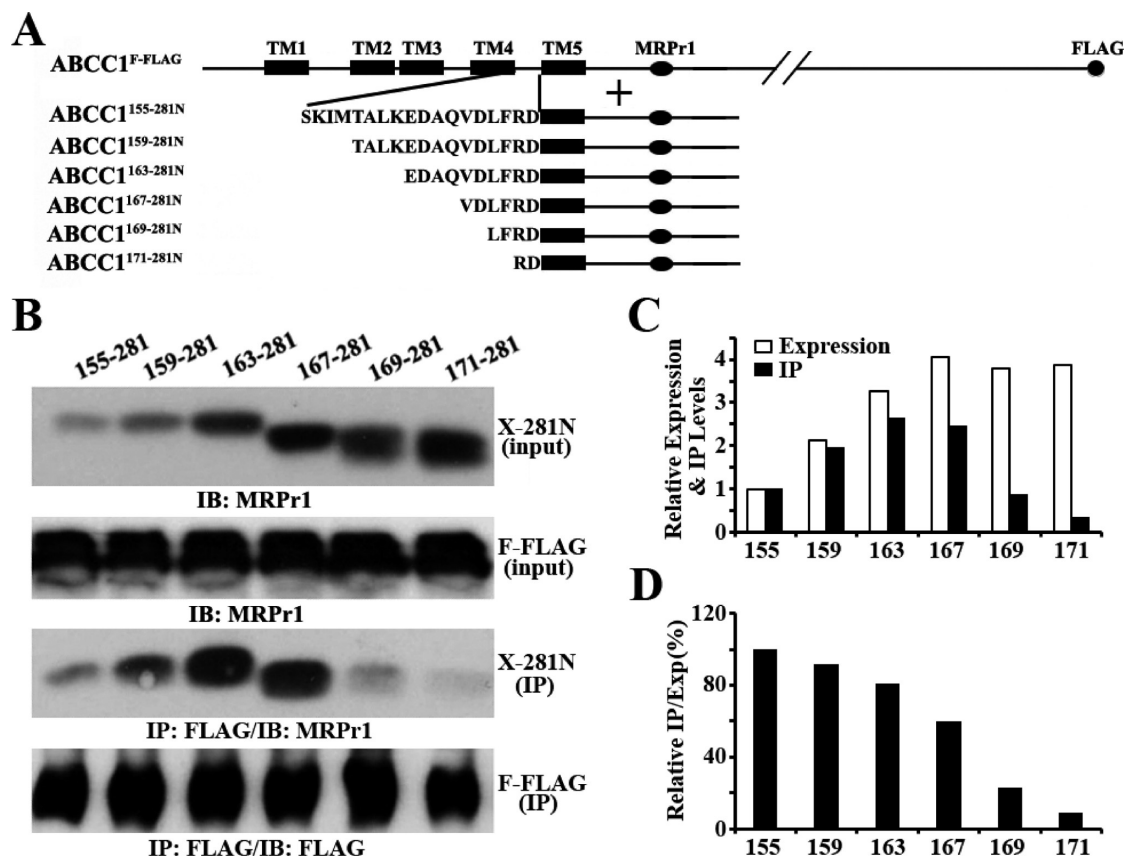 A
TM1 TM2 TM3 TM4 TM5 MRPr1 FLAG
ABCC1F-FLAG
+
ABCC1155-281N SKIMTALKEDAQVDLFRD
ABCC1159-281N TALKEDAQVDLFRD
ABCC1163-281N EDAQVDLFRD
ABCC1167-281N VDLFRD
ABCC1169-281N LFRD
ABCC1171-281N RD
B
155-281 159-281 163-281 167-281 169-281 171-281
X-281N
(input)
IB: MRPr1
F-FLAG
(input)
IB: MRPr1
X-281N
(IP)
IP: FLAG/IB: MRPr1
F-FLAG
(IP)
IP: FLAG/IB: FLAG
C
Relative Expression
& IP Levels
Expression
IP
4
3
2
1
0
155 159 163 167 169 171
D
Relative IP/Exp(%)
120
80
40
0
155 159 163 167 169 171